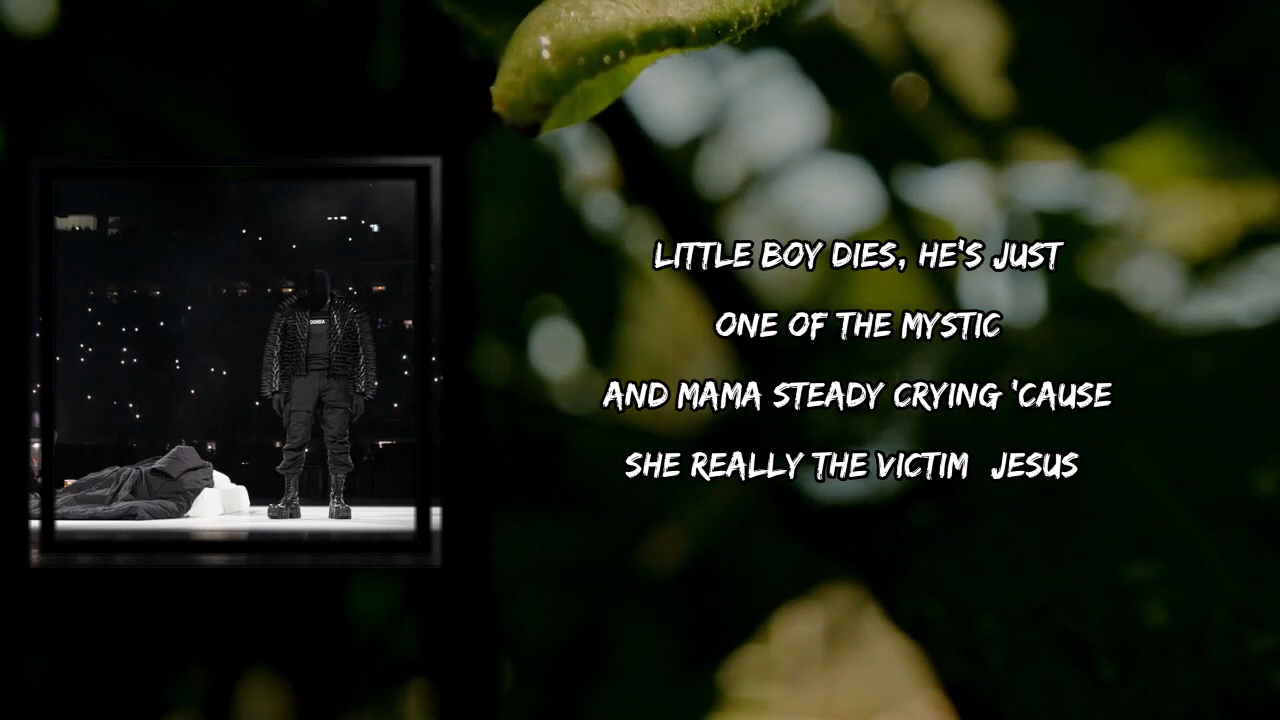 DONDA
LITTLE BOY DIES, HE'S JUST
ONE OF THE MYSTIC
AND MAMA STEADY CRYING 'CAUSE
SHE REALLY THE VICTIM  JESUS